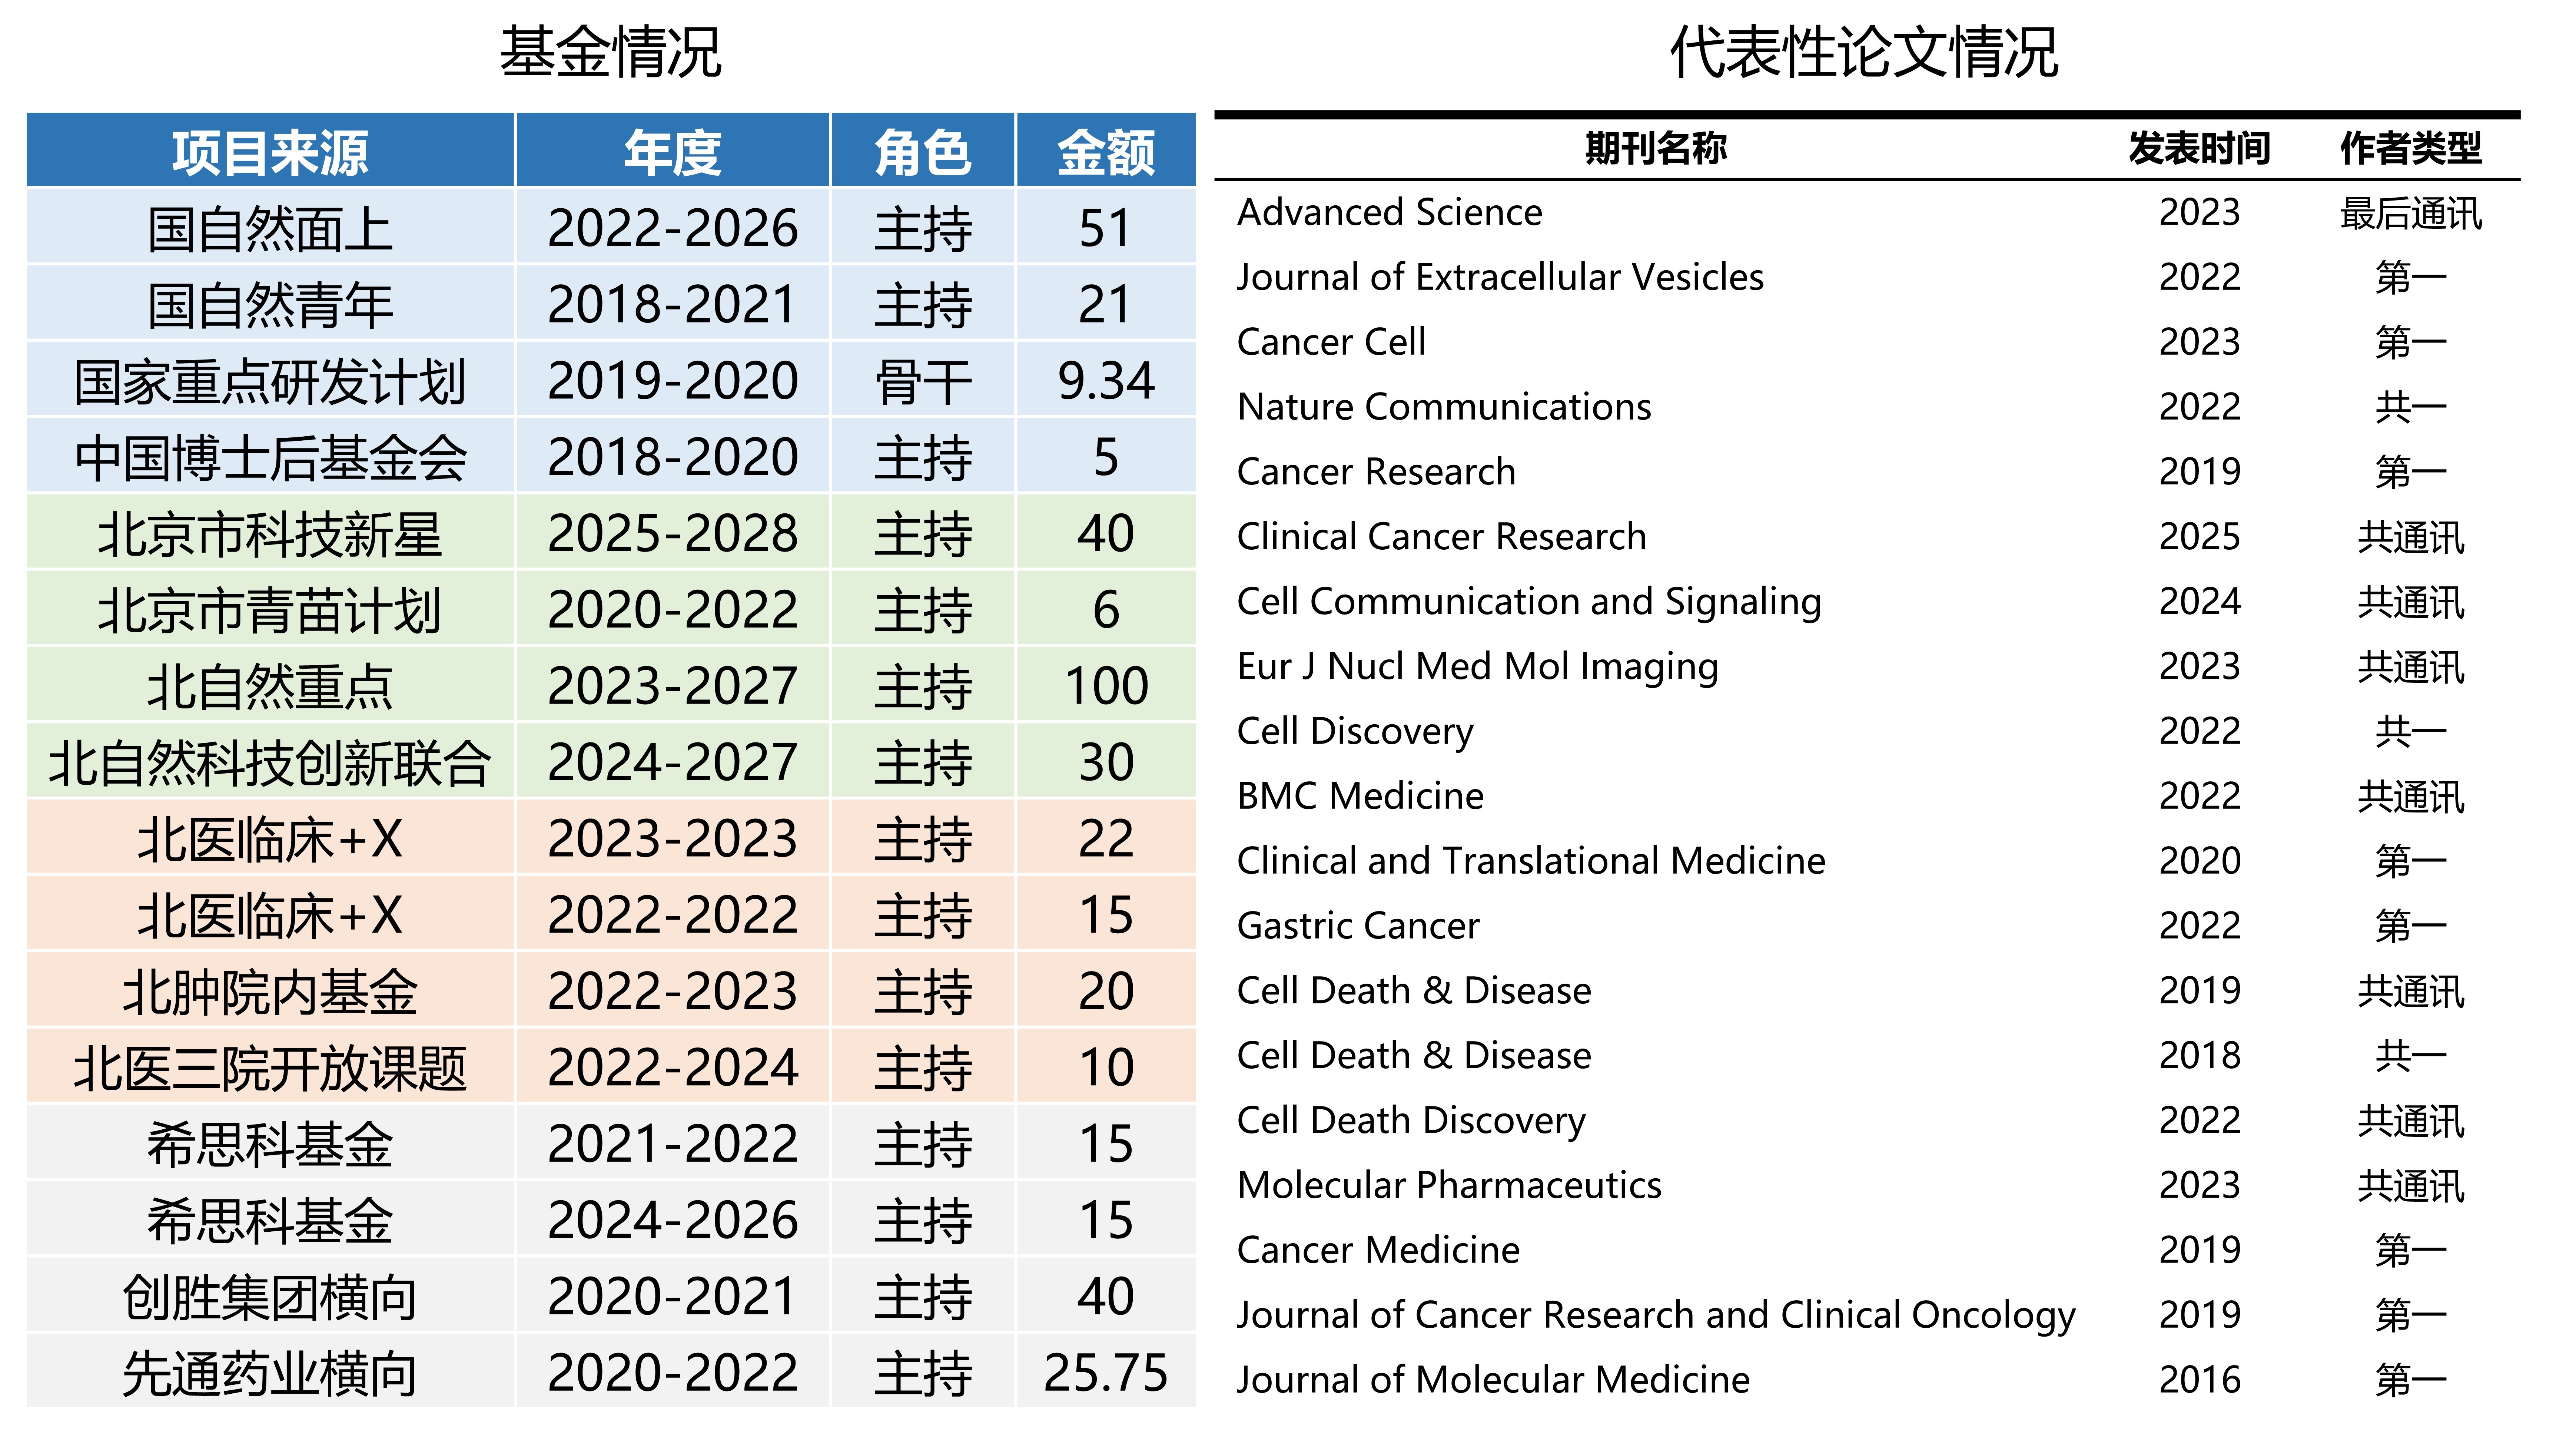 基金情况
项目来源 年度 角色 金额
国自然面上 2022-2026 主持 51
国自然青年 2018-2021 主持 21
国家重点研发计划 2019-2020 骨干 9.34
中国博士后基金会 2018-2020 主持 5
北京市科技新星 2025-2028 主持 40
北京市青苗计划 2020-2022 主持 6
北自然重点 2023-2027 主持 100
北自然科技创新联合 2024-2027 主持 30
北医临床+X 2023-2023 主持 22
北医临床+X 2022-2022 主持 15
北肿院内基金 2022-2023 主持 20
北医三院开放课题 2022-2024 主持 10
希思科基金 2021-2022 主持 15
希思科基金 2024-2026 主持 15
创胜集团横向 2020-2021 主持 40
先通药业横向 2020-2022 主持 25.75
代表性论文情况
期刊名称 发表时间 作者类型
Advanced Science 2023 最后通讯
Journal of Extracellular Vesicles 2022 第一
Cancer Cell 2023 第一
Nature Communications 2022 共一
Cancer Research 2019 第一
Clinical Cancer Research 2025 共通讯
Cell Communication and Signaling 2024 共通讯
Eur J Nucl Med Mol Imaging 2023 共通讯
Cell Discovery 2022 共一
BMC Medicine 2022 共通讯
Clinical and Translational Medicine 2020 第一
Gastric Cancer 2022 第一
Cell Death & Disease 2019 共通讯
Cell Death & Disease 2018 共一
Cell Death Discovery 2022 共通讯
Molecular Pharmaceutics 2023 共通讯
Cancer Medicine 2019 第一
Journal of Cancer Research and Clinical Oncology 2019 第一
Journal of Molecular Medicine 2016 第一